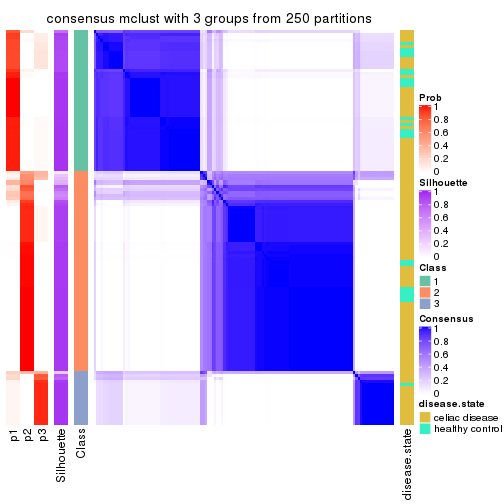 consensus mclust with 3 groups from 250 partitions
Prob
1
0.8
0.6
0.4
0.2
0
Silhouette
1
0.8
0.6
0.4
0.2
0
Class
1
2
3
Consensus
1
0.8
0.6
0.4
0.2
0
disease.state
celiac disease
healthy control
p1
p2
p3
Silhouette
Class
disease.state